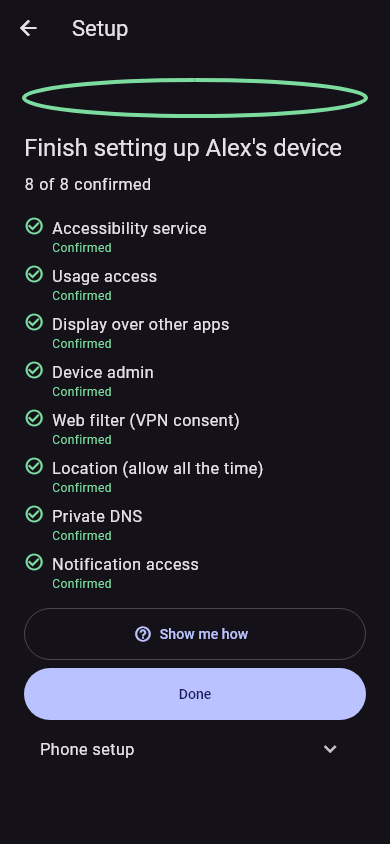 Setup
Finish setting up Alex's device
8 of 8 confirmed
Accessibility service
Confirmed
Usage access
Confirmed
Display over other apps
Confirmed
Device admin
Confirmed
Web filter (VPN consent)
Confirmed
Location (allow all the time)
Confirmed
Private DNS
Confirmed
Notification access
Confirmed
Show me how
Done
Phone setup